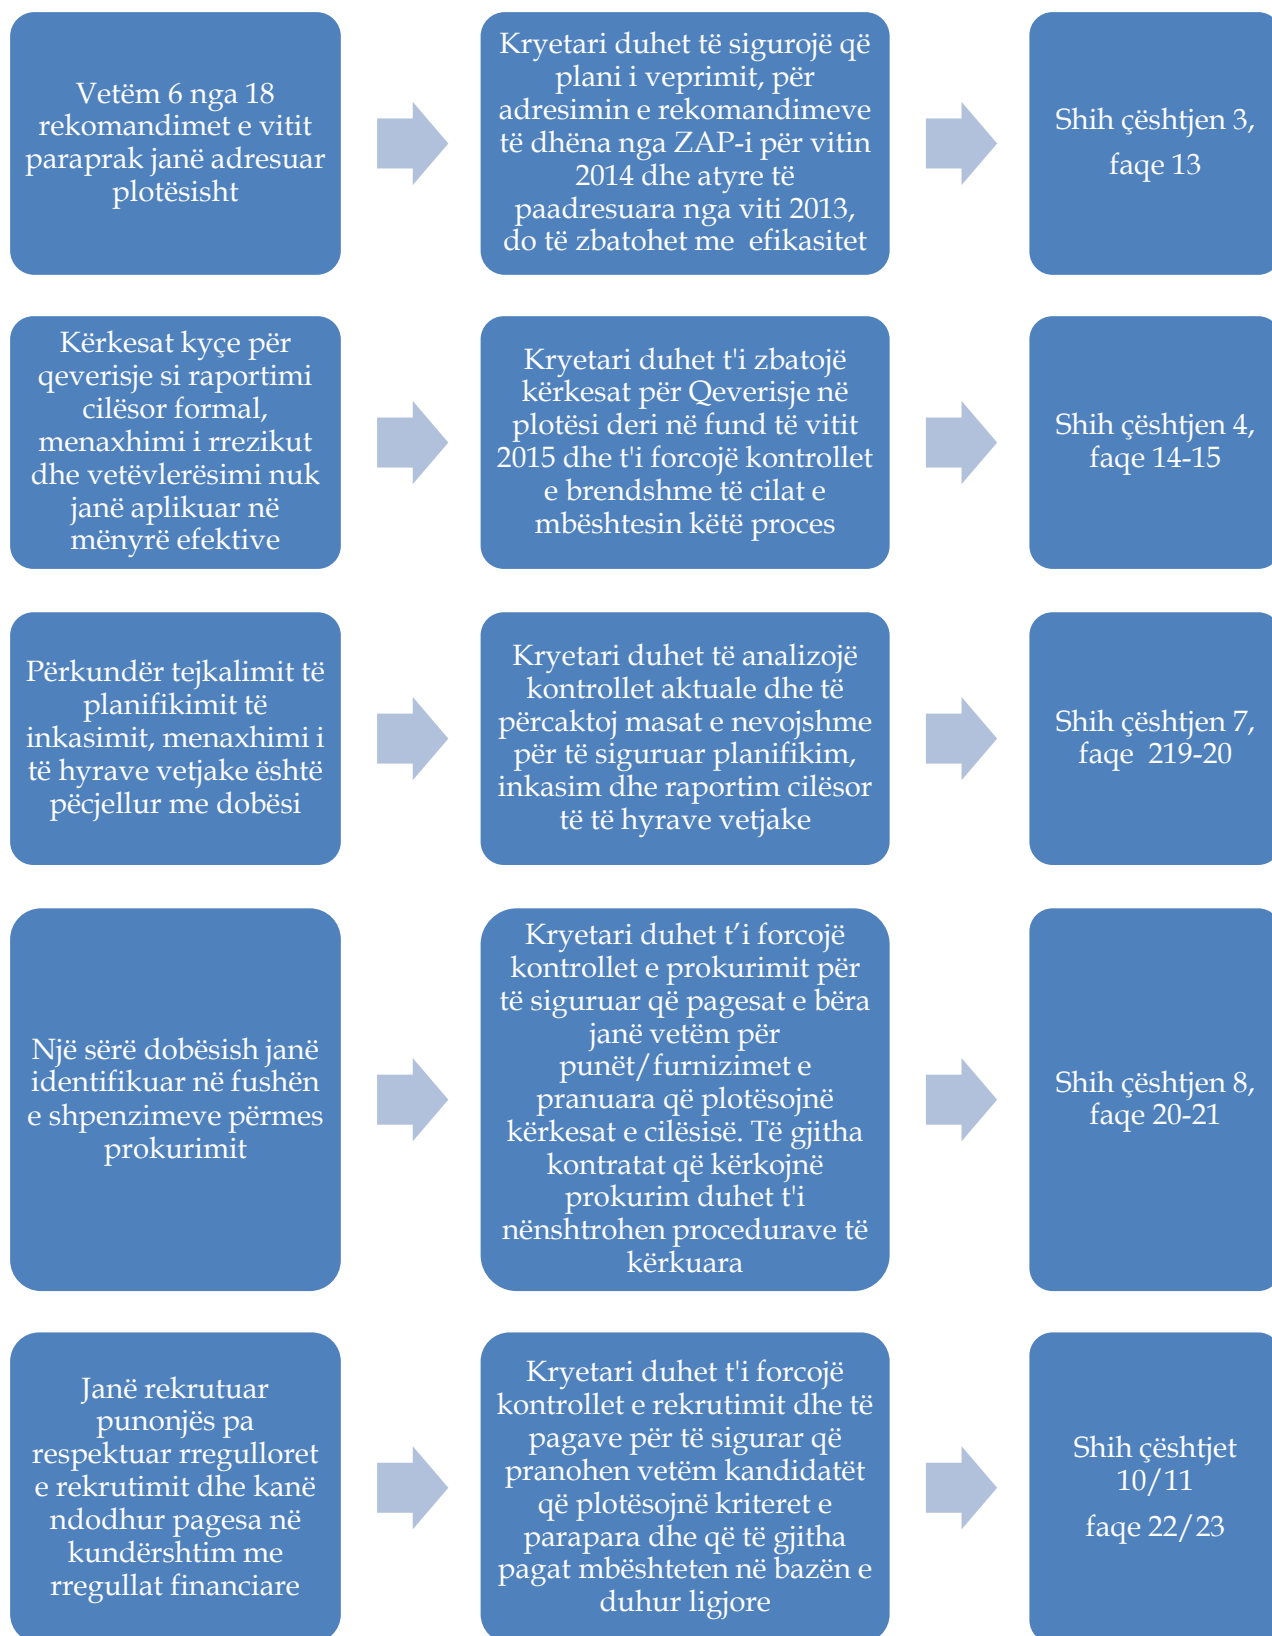 Vetëm 6 nga 18
rekomandimet e vitit
paraprak janë adresuar
plotësisht
Kryetari duhet të sigurojë që
plani i veprimit, për
adresimin e rekomandimeve
të dhëna nga ZAP-i për vitin
2014 dhe atyre të
paadresuara nga viti 2013,
do të zbatohet me efikasitet
Shih çështjen 3,
faqe 13
Kërkesat kyçe për
qeverisje si raportimi
cilësor formal,
menaxhimi i rrezikut
dhe vetëvlerësimi nuk
janë aplikuar në
mënyrë efektive
Kryetari duhet t'i zbatojë
kërkesat për Qeverisje në
plotësi deri në fund të vitit
2015 dhe t'i forcojë kontrollet
e brendshme të cilat e
mbështesin këtë proces
Shih çështjen 4,
faqe 14-15
Përkundër tejkalimit të
planifikimit të
inkasimit, menaxhimi i
të hyrave vetjake është
pëcjellur me dobësi
Kryetari duhet të analizojë
kontrollet aktuale dhe të
përcaktoj masat e nevojshme
për të siguruar planifikim,
inkasim dhe raportim cilësor
të të hyrave vetjake
Shih çështjen 7,
faqe 219-20
Një sërë dobësish janë
identifikuar në fushën
e shpenzimeve përmes
prokurimit
Kryetari duhet t’i forcojë
kontrollet e prokurimit për
të siguruar që pagesat e bëra
janë vetëm për
punët/furnizimet e
pranuara që plotësojnë
kërkesat e cilësisë. Të gjitha
kontratat që kërkojnë
prokurim duhet t'i
nënshtrohen procedurave të
kërkuara
Shih çështjen 8,
faqe 20-21
Janë rekrutuar
punonjës pa
respektuar rregulloret
e rekrutimit dhe kanë
ndodhur pagesa në
kundërshtim me
rregullat financiare
Kryetari duhet t'i forcojë
kontrollet e rekrutimit dhe të
pagave për të sigurar që
pranohen vetëm kandidatët
që plotësojnë kriteret e
parapara dhe që të gjitha
pagat mbështeten në bazën e
duhur ligjore
Shih çështjet
10/11
faqe 22/23